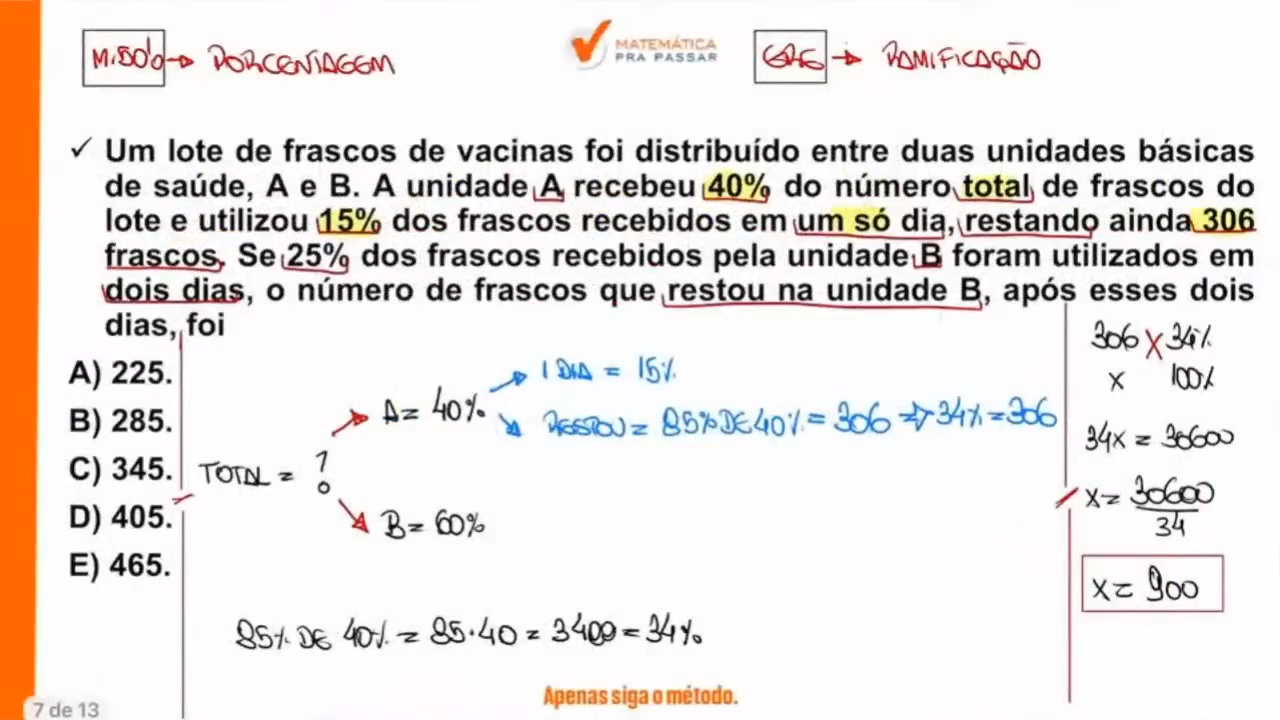 M.50% → PORCENTAGEM
MATEMÁTICA
PRA PASSAR
→ RAMIFICAÇÃO
✓ Um lote de frascos de vacinas foi distribuído entre duas unidades básicas
de saúde, A e B. A unidade A recebeu 40% do número total de frascos do
lote e utilizou 15% dos frascos recebidos em um só dia, restando ainda 306
frascos. Se 25% dos frascos recebidos pela unidade B foram utilizados em
dois dias, o número de frascos que restou na unidade B, após esses dois
dias, foi
A) 225.
B) 285.
C) 345.
D) 405.
E) 465.
TOTAL = ?
A = 40%
1 DIA = 15%
RESTOU = 85% DE 40% = 306 ⇒ 34% = 306
B = 60%
85% DE 40% = 85·40 = 3400 = 34%
306 X 34%
x 100%
34x = 30600
x = 30600
34
x = 900
Apenas siga o método.
7 de 13